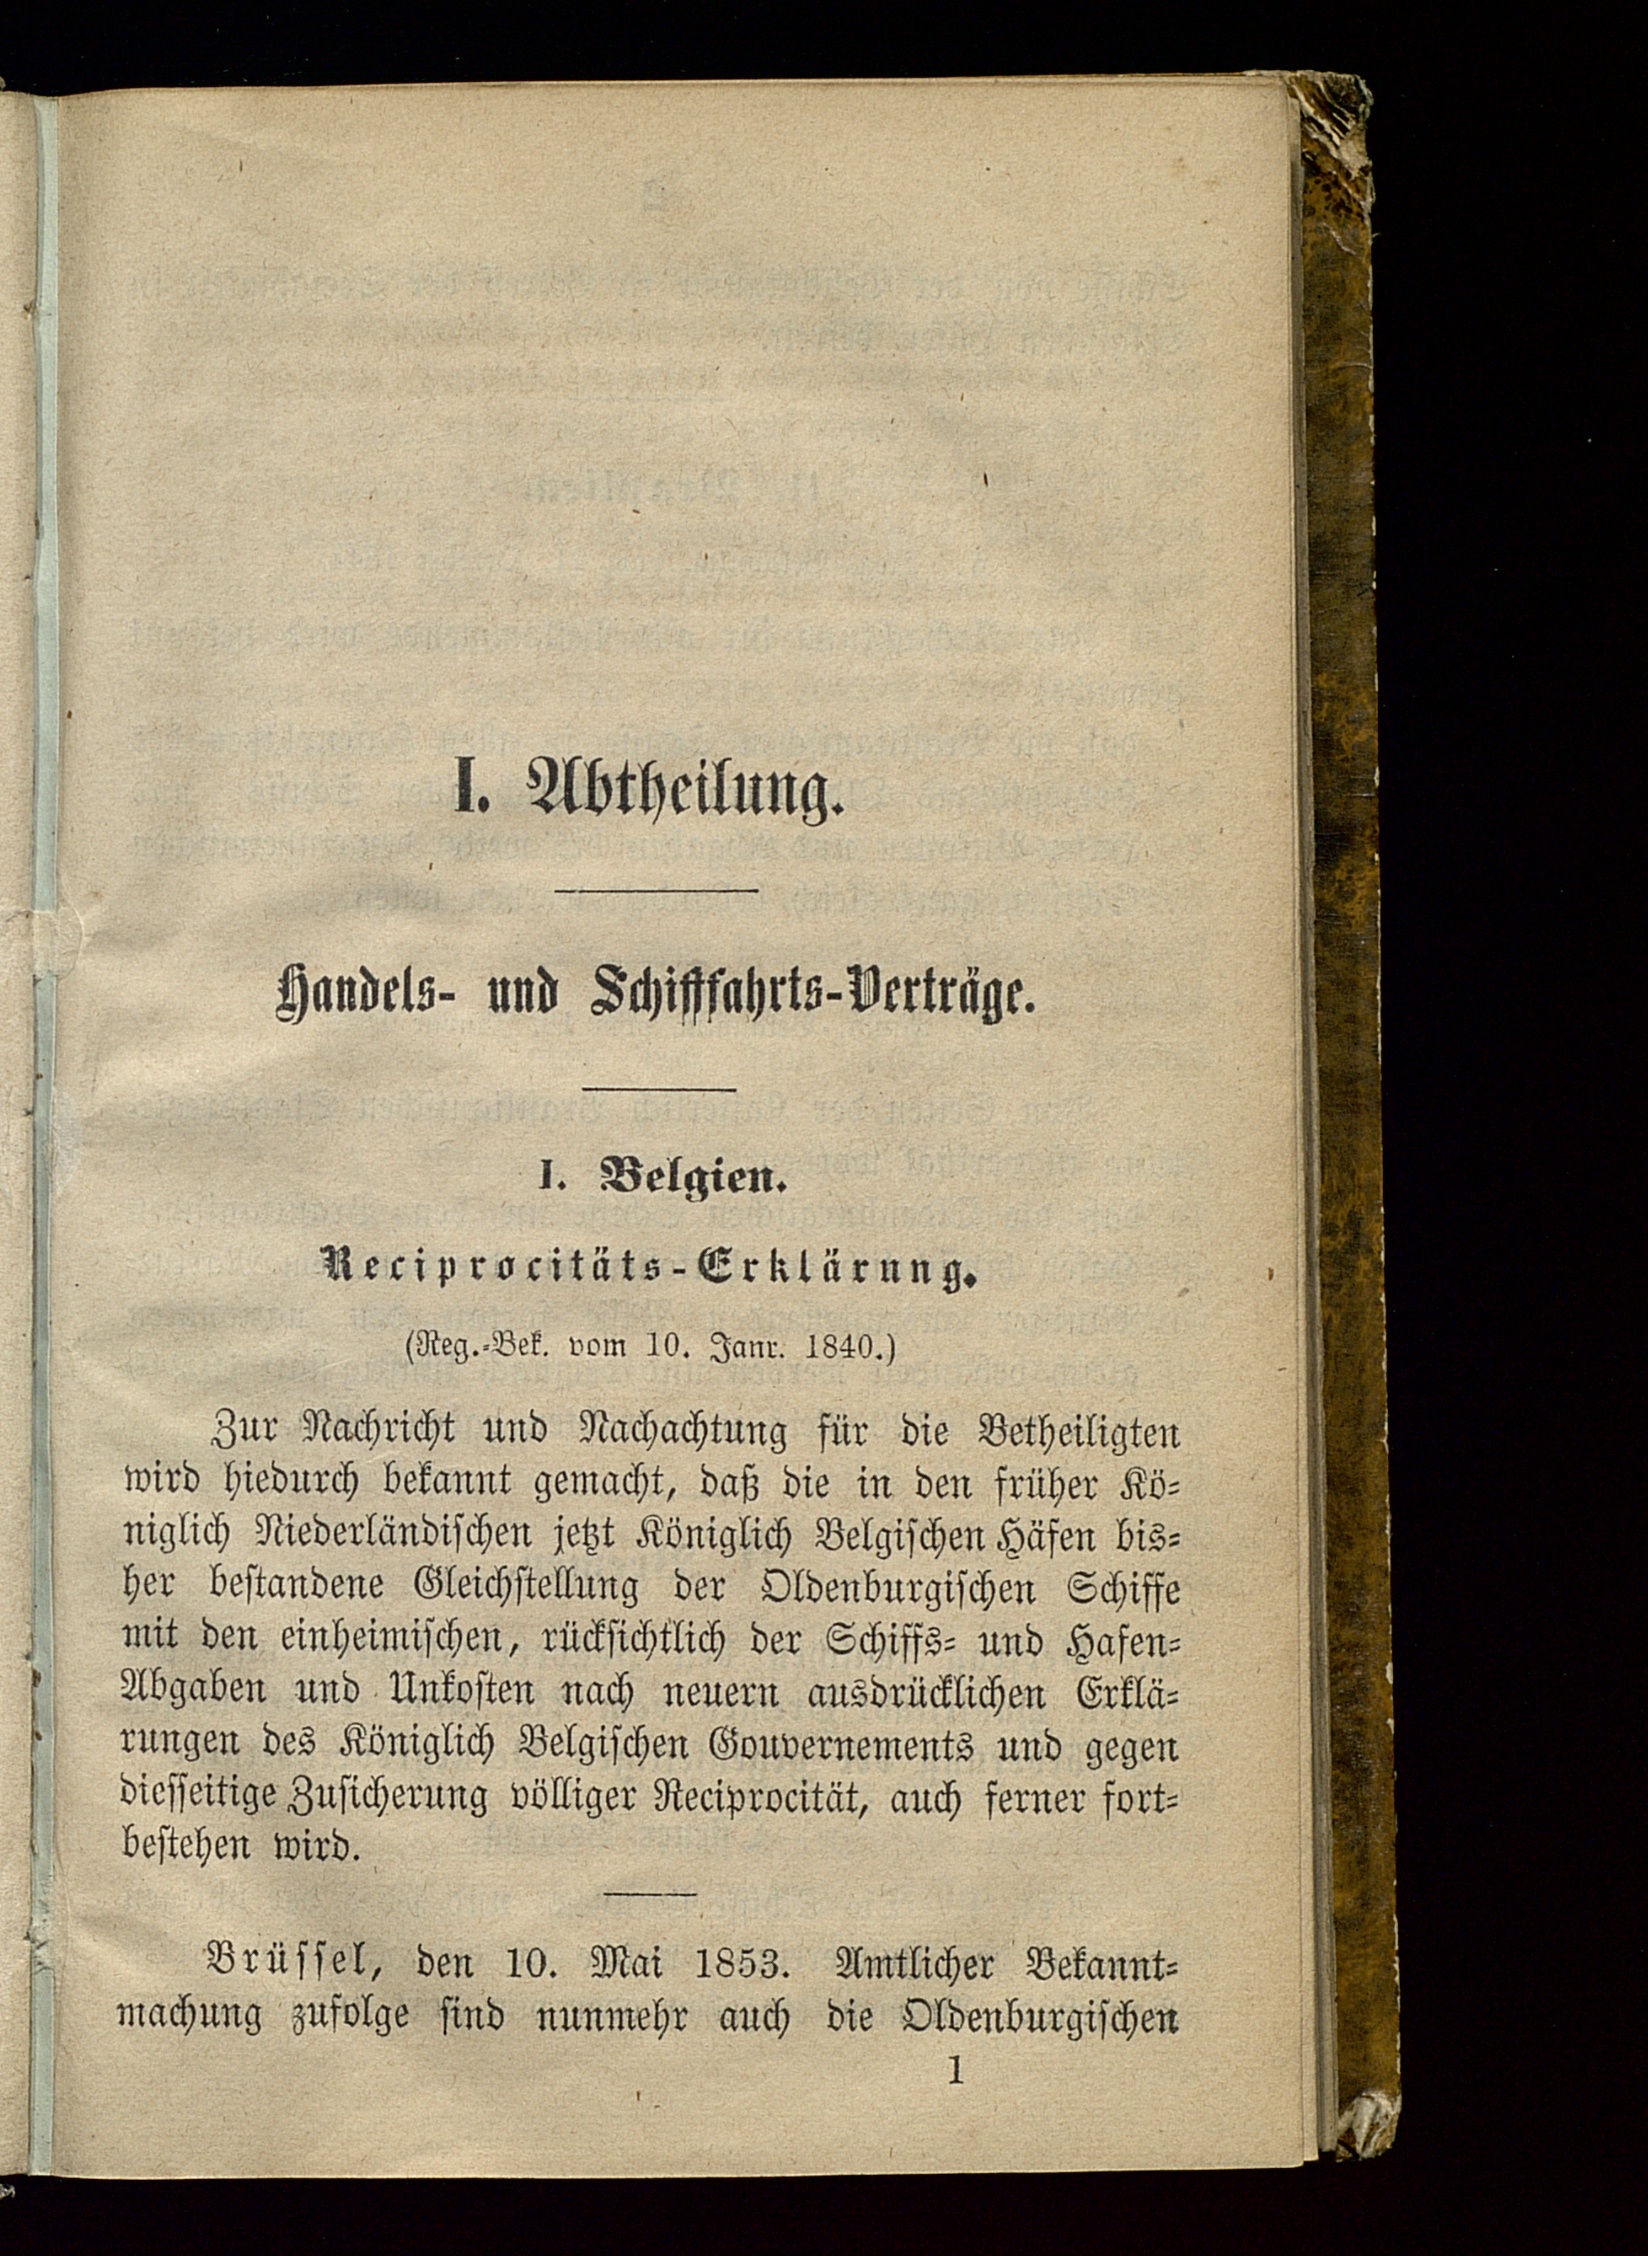 I. Abtheilung.
Handels- und Schifffahrts-Verträge.
I. Belgien.
Reciprocitäts-Erklärung.
(Reg.-Bek. vom 10. Janr. 1840.)
Zur Nachricht und Nachachtung für die Betheiligten
wird hiedurch bekannt gemacht, daß die in den früher Kö-
niglich Niederländischen jetzt Königlich Belgischen Häfen bis-
her bestandene Gleichstellung der Oldenburgischen Schiffe
mit den einheimischen, rücksichtlich der Schiffs- und Hafen-
Abgaben und Unkosten nach neuern ausdrücklichen Erklä-
rungen des Königlich Belgischen Gouvernements und gegen
diesseitige Zusicherung völliger Reciprocität, auch ferner fort-
bestehen wird.
Brüssel, den 10. Mai 1853. Amtlicher Bekannt-
machung zufolge sind nunmehr auch die Oldenburgischen
1